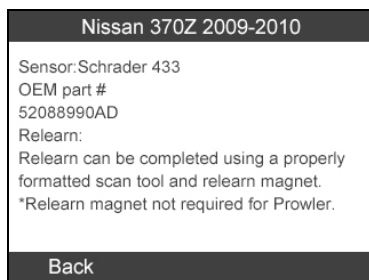 Nissan 370Z 2009-2010
Sensor:Schrader 433
OEM part #
52088990AD
Relearn:
Relearn can be completed using a properly
formatted scan tool and relearn magnet.
*Relearn magnet not required for Prowler.
Back